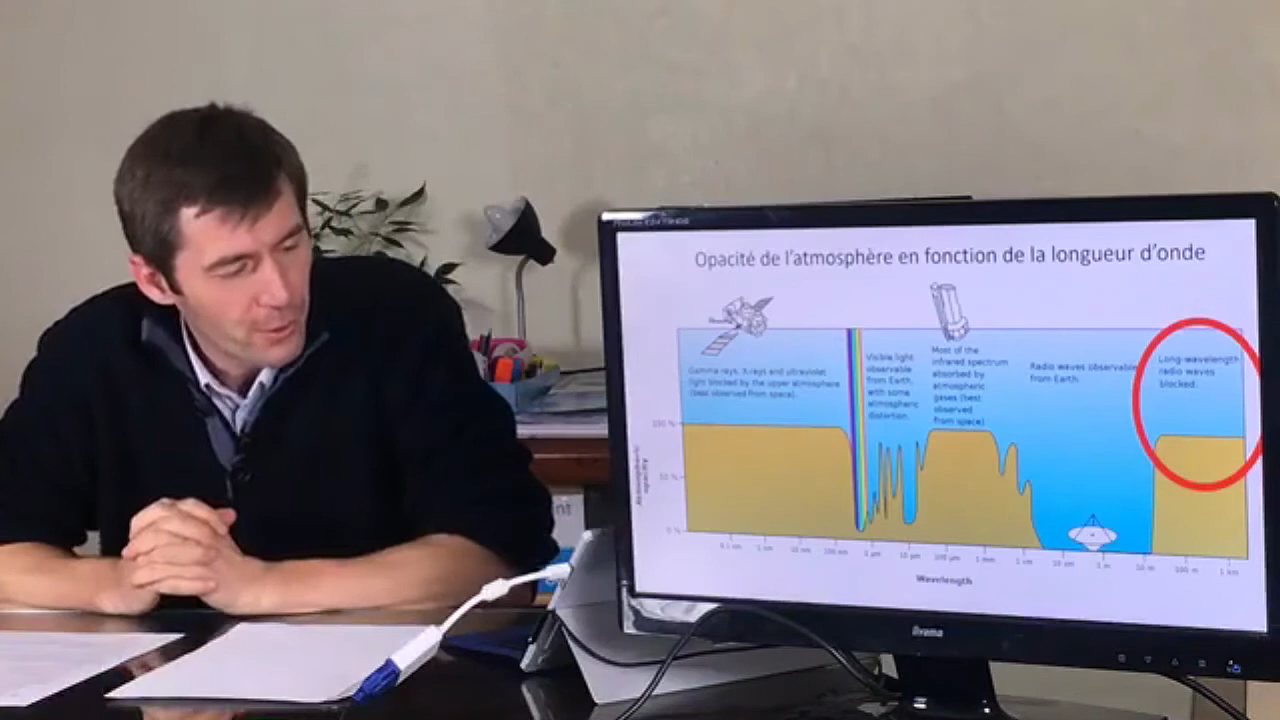 Opacité de l'atmosphère en fonction de la longueur d'onde
Gamma rays, X-rays and ultraviolet
light blocked by the upper atmosphere
(best observed from space).
Visible light
observable
from Earth,
with some
atmospheric
distortion.
Most of the
infrared spectrum
absorbed by
atmospheric
gases (best
observed
from space).
Radio waves observable
from Earth.
Long-wavelength
radio waves
blocked.
Atmospheric
opacity
100 %
50 %
0 %
0.1 nm 1 nm 10 nm 100 nm 1 µm 10 µm 100 µm 1 mm 1 cm 10 cm 1 m 10 m 100 m 1 km
Wavelength
iiyama